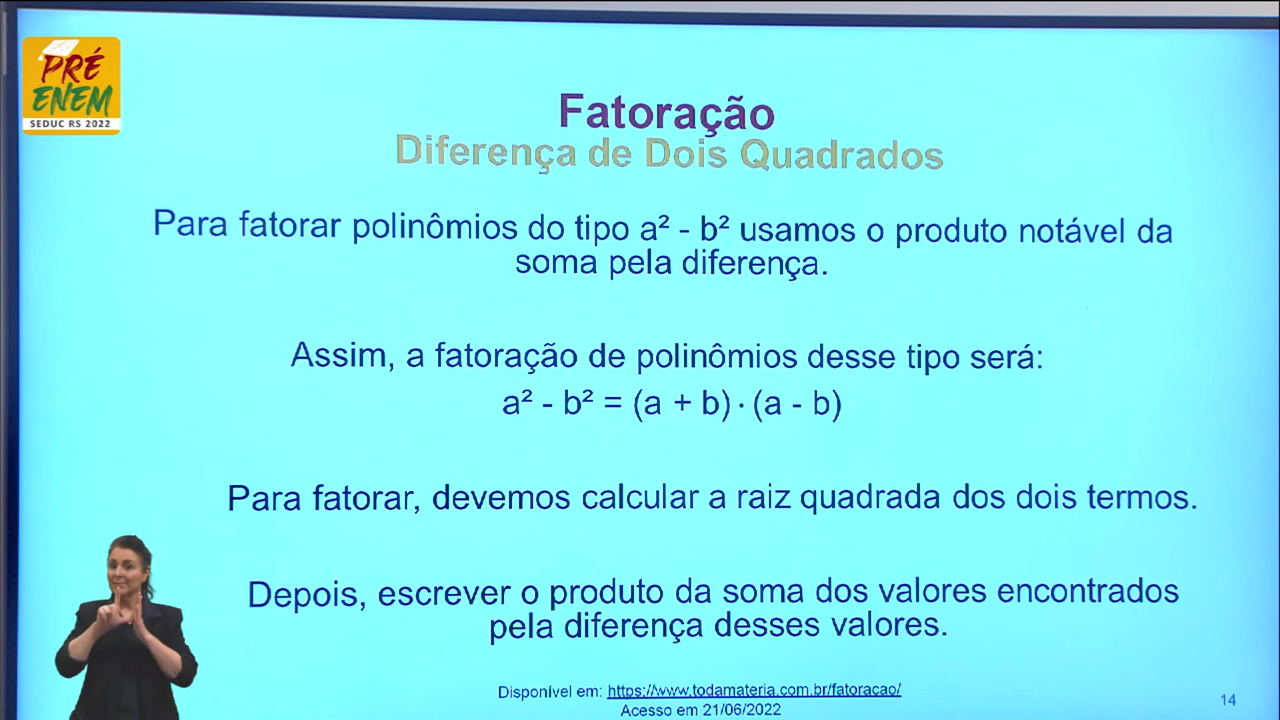 PRÉ
ENEM
SEDUC RS 2022
Fatoração
Diferença de Dois Quadrados
Para fatorar polinômios do tipo a² - b² usamos o produto notável da
soma pela diferença.
Assim, a fatoração de polinômios desse tipo será:
a² - b² = (a + b) · (a - b)
Para fatorar, devemos calcular a raiz quadrada dos dois termos.
Depois, escrever o produto da soma dos valores encontrados
pela diferença desses valores.
Disponível em: https://www.todamateria.com.br/fatoracao/
Acesso em 21/06/2022
14